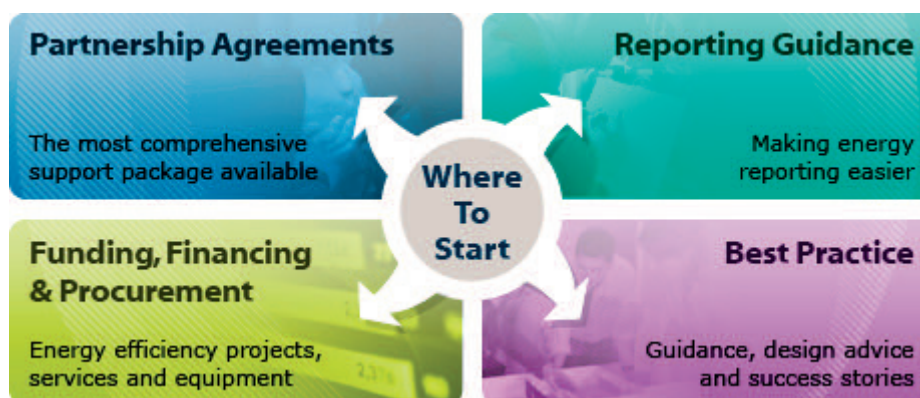 Partnership Agreements
The most comprehensive
support package available
Reporting Guidance
Making energy
reporting easier
Where
To
Start
Funding, Financing
& Procurement
Energy efficiency projects,
services and equipment
Best Practice
Guidance, design advice
and success stories